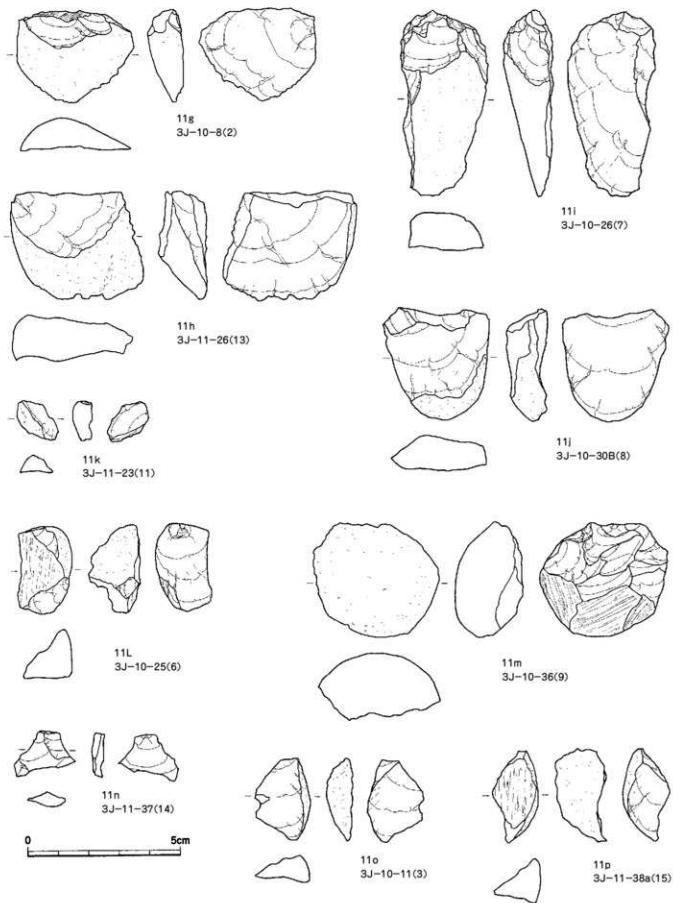 11g
3J-10-8(2)
11i
3J-10-26(7)
11h
3J-11-26(13)
11j
3J-10-30B(8)
11k
3J-11-23(11)
11L
3J-10-25(6)
11m
3J-10-36(9)
11n
3J-11-37(14)
11o
3J-10-11(3)
11p
3J-11-38a(15)
0 5cm